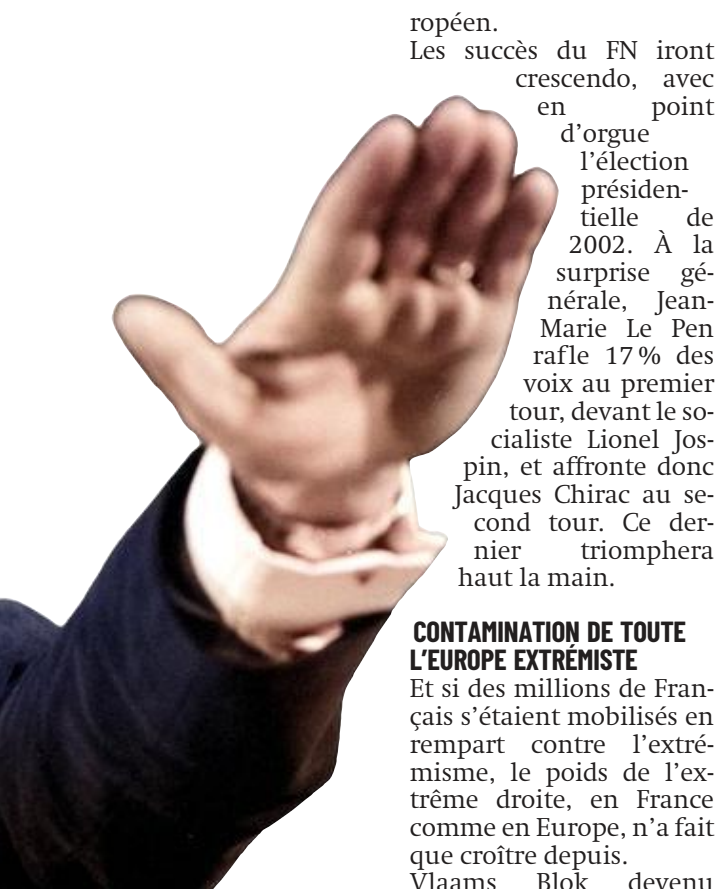 ropéen.
Les succès du FN iront
crescendo, avec
en point
d’orgue
l’élection
présiden-
tielle de
2002. À la
surprise gé-
nérale, Jean-
Marie Le Pen
rafle 17 % des
voix au premier
tour, devant le so-
cialiste Lionel Jos-
pin, et affronte donc
Jacques Chirac au se-
cond tour. Ce der-
nier triomphera
haut la main.
CONTAMINATION DE TOUTE
L’EUROPE EXTRÉMISTE
Et si des millions de Fran-
çais s’étaient mobilisés en
rempart contre l’extré-
misme, le poids de l’ex-
trême droite, en France
comme en Europe, n’a fait
que croître depuis.
Vlaams Blok devenu